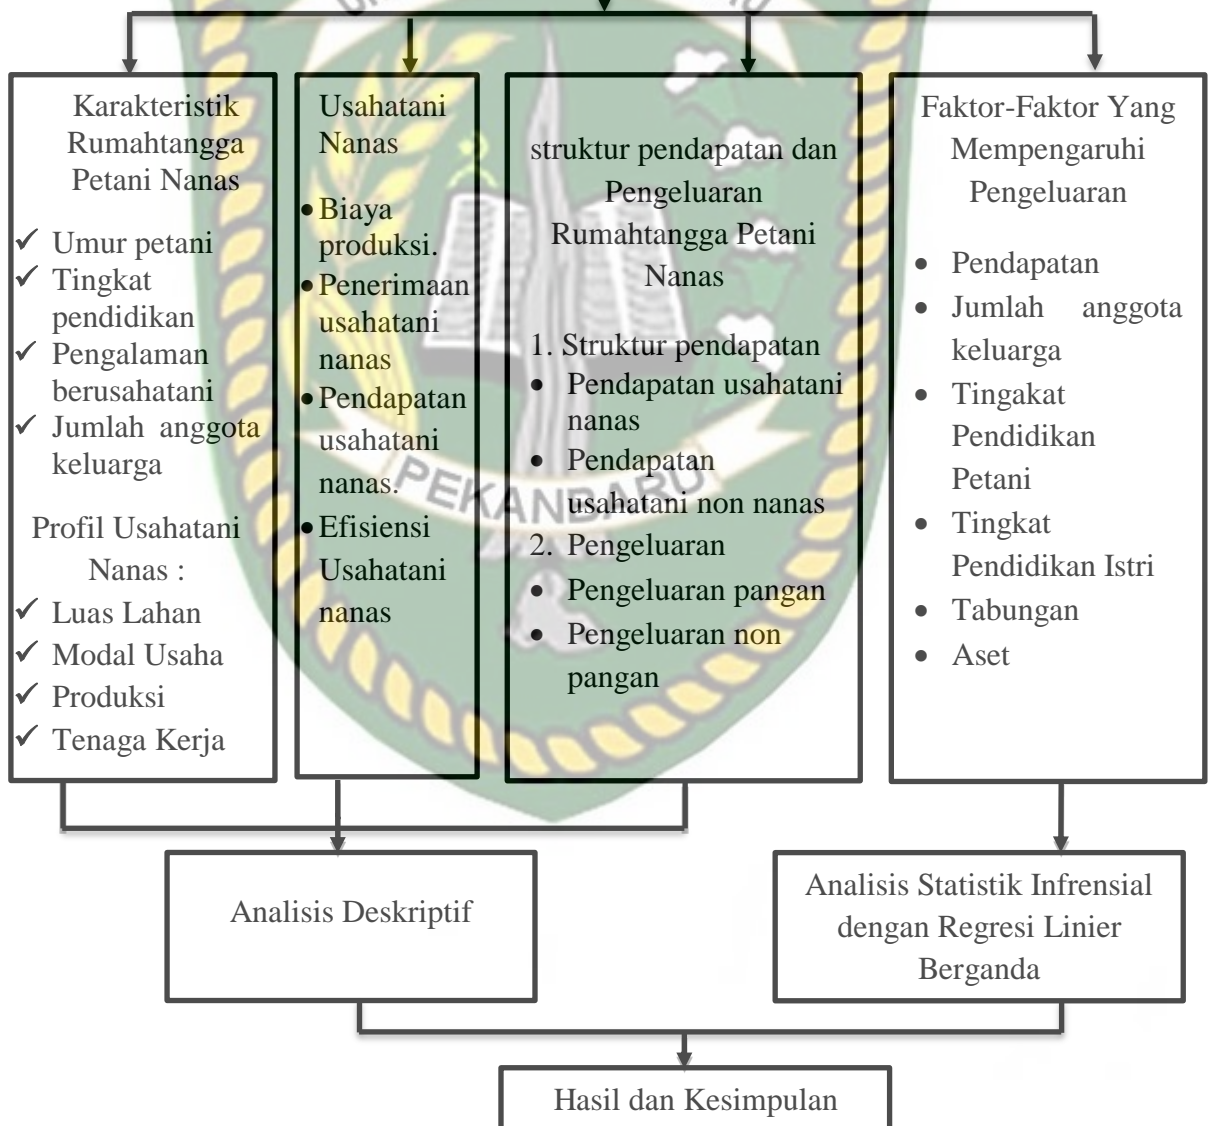 Karakteristik
Rumahtangga
Petani Nanas
✓ Umur petani
✓ Tingkat
pendidikan
✓ Pengalaman
berusahatani
✓ Jumlah anggota
keluarga
Profil Usahatani
Nanas :
✓ Luas Lahan
✓ Modal Usaha
✓ Produksi
✓ Tenaga Kerja
Usahatani
Nanas
• Biaya
produksi.
• Penerimaan
usahatani
nanas
• Pendapatan
usahatani
nanas.
• Efisiensi
Usahatani
nanas
struktur pendapatan dan
Pengeluaran
Rumahtangga Petani
Nanas
1. Struktur pendapatan
• Pendapatan usahatani
nanas
• Pendapatan
usahatani non nanas
2. Pengeluaran
• Pengeluaran pangan
• Pengeluaran non
pangan
Faktor-Faktor Yang
Mempengaruhi
Pengeluaran
• Pendapatan
• Jumlah anggota
keluarga
• Tingakat
Pendidikan
Petani
• Tingkat
Pendidikan Istri
• Tabungan
• Aset
PEKANBARU
Analisis Deskriptif
Analisis Statistik Infrensial
dengan Regresi Linier
Berganda
Hasil dan Kesimpulan